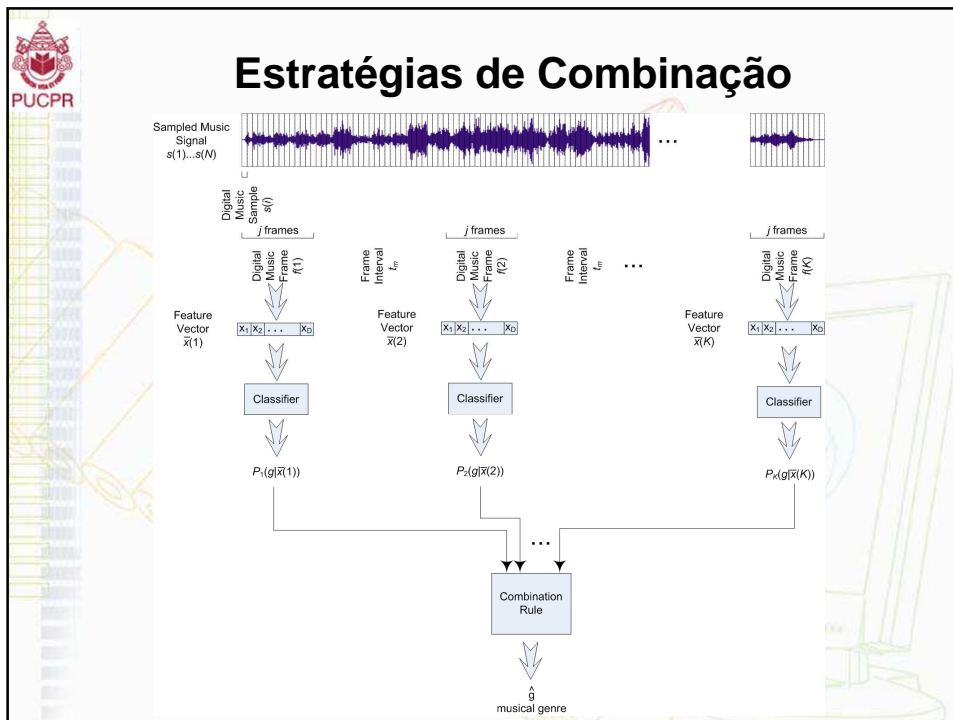 PUCPR
Estratégias de Combinação
Sampled Music
Signal
s(1)...s(N)
...
Digital
Music
Sample
s(i)
j frames
j frames
j frames
Digital
Music
Frame
f(1)
Frame
Interval
tm
Digital
Music
Frame
f(2)
Frame
Interval
tm
...
Digital
Music
Frame
f(K)
Feature
Vector
x̅(1)
x1 x2 ... xD
Feature
Vector
x̅(2)
x1 x2 ... xD
Feature
Vector
x̅(K)
x1 x2 ... xD
Classifier
Classifier
Classifier
P1(g|x̅(1))
P2(g|x̅(2))
PK(g|x̅(K))
...
Combination
Rule
ĝ
musical genre